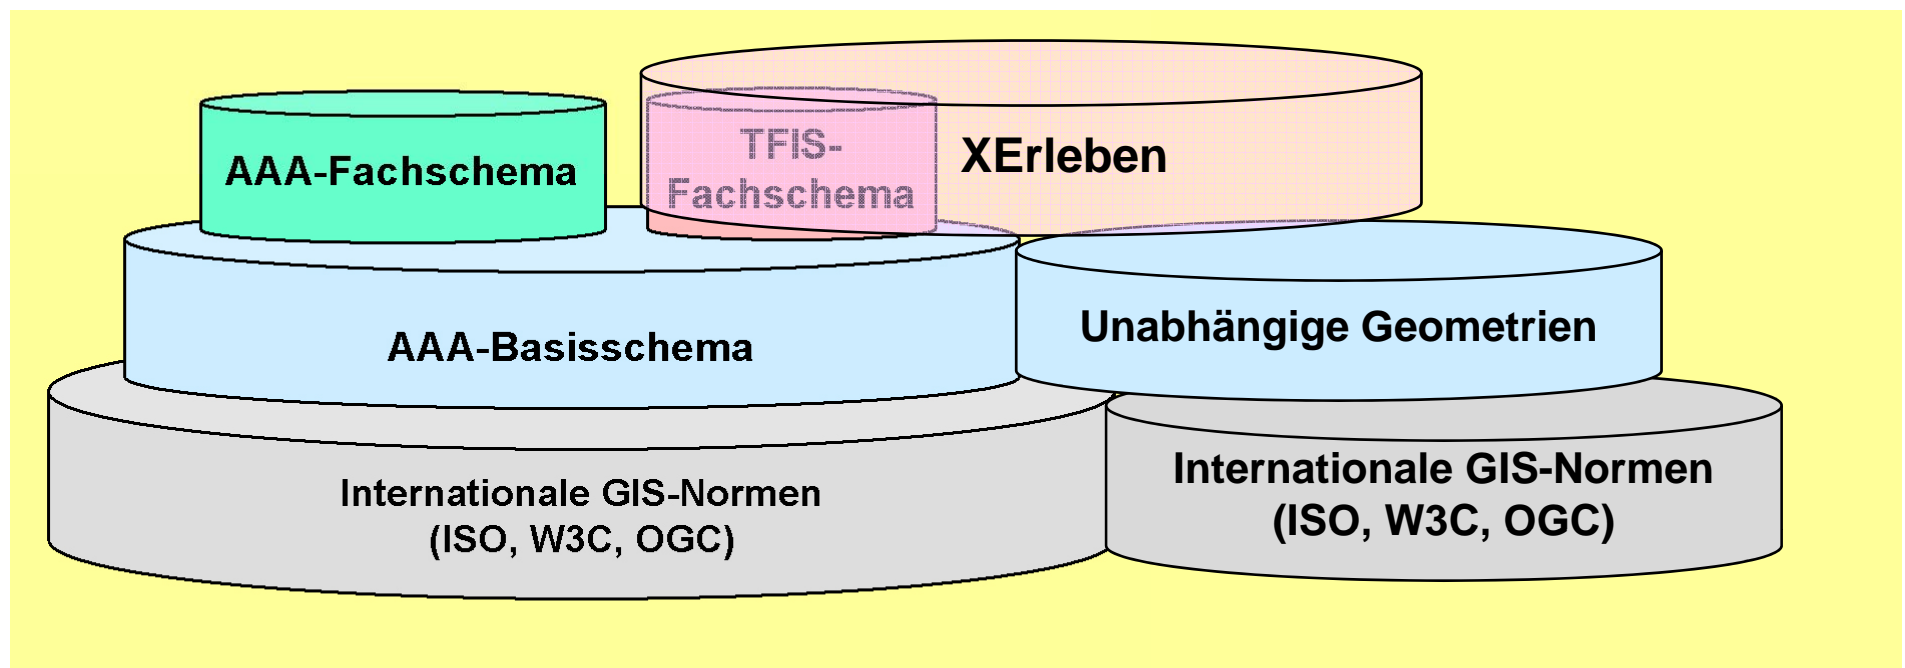 AAA-Fachschema
TFIS-
Fachschema
XErleben
AAA-Basisschema
Unabhängige Geometrien
Internationale GIS-Normen
(ISO, W3C, OGC)
Internationale GIS-Normen
(ISO, W3C, OGC)